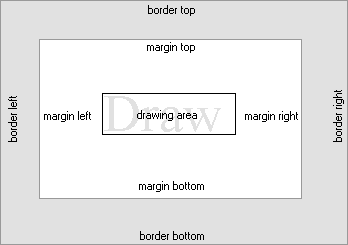 border top
margin top
border left
margin left
Draw
drawing area
margin right
border right
margin bottom
border bottom